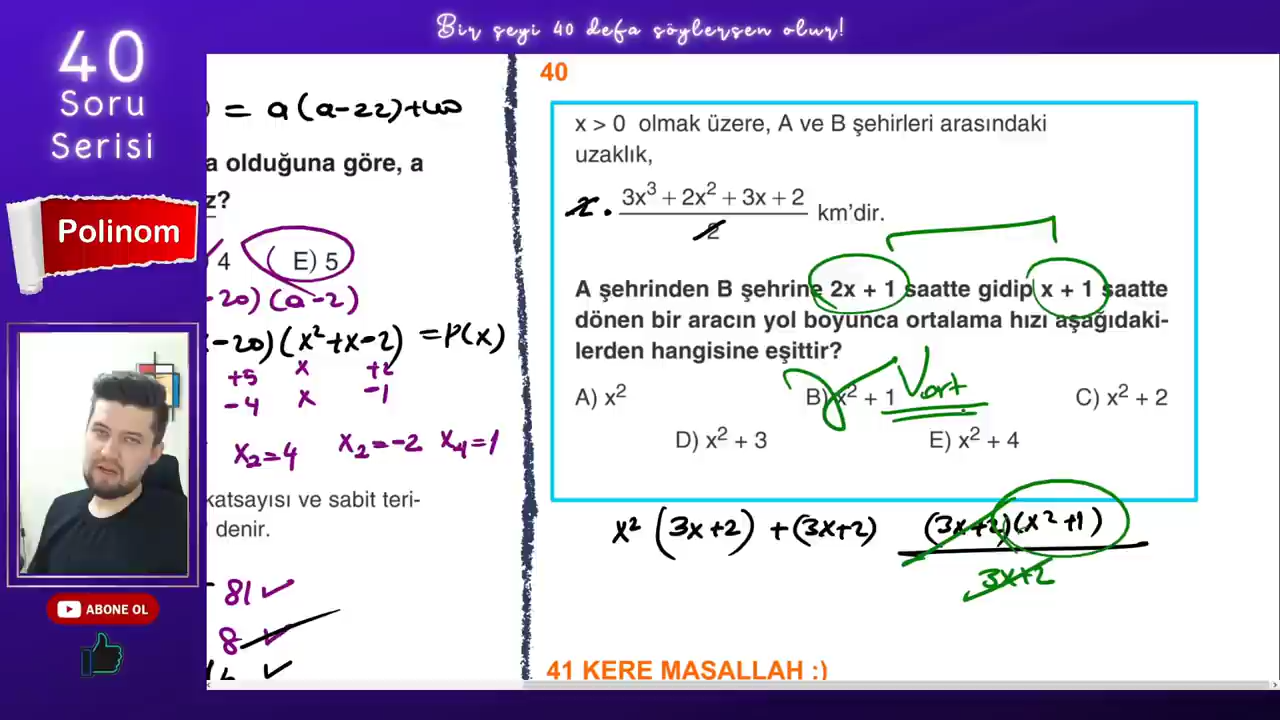 Bir şeyi 40 defa söylersen olur!
40
Soru
Serisi
Polinom
ABONE OL
= a(a-22)+40
a olduğuna göre, a
z?
4
E) 5
-20)(a-2)
-20)(x²+x-2) = P(x)
+5 x +2
-4 x -1
x₂=4 x₂=-2 x₄=1
katsayısı ve sabit teri-
denir.
81 ✓
8 ✓
✓
40
x > 0 olmak üzere, A ve B şehirleri arasındaki
uzaklık,
2. (3x³ + 2x² + 3x + 2)/2 km'dir.
A şehrinden B şehrine 2x + 1 saatte gidip x + 1 saatte
dönen bir aracın yol boyunca ortalama hızı aşağıdaki-
lerden hangisine eşittir?
A) x² B) x² + 1 Vort C) x² + 2
D) x² + 3 E) x² + 4
x² (3x+2) + (3x+2) (3x+2)(x²+1)
3x+2
41 KERE MASALLAH :)